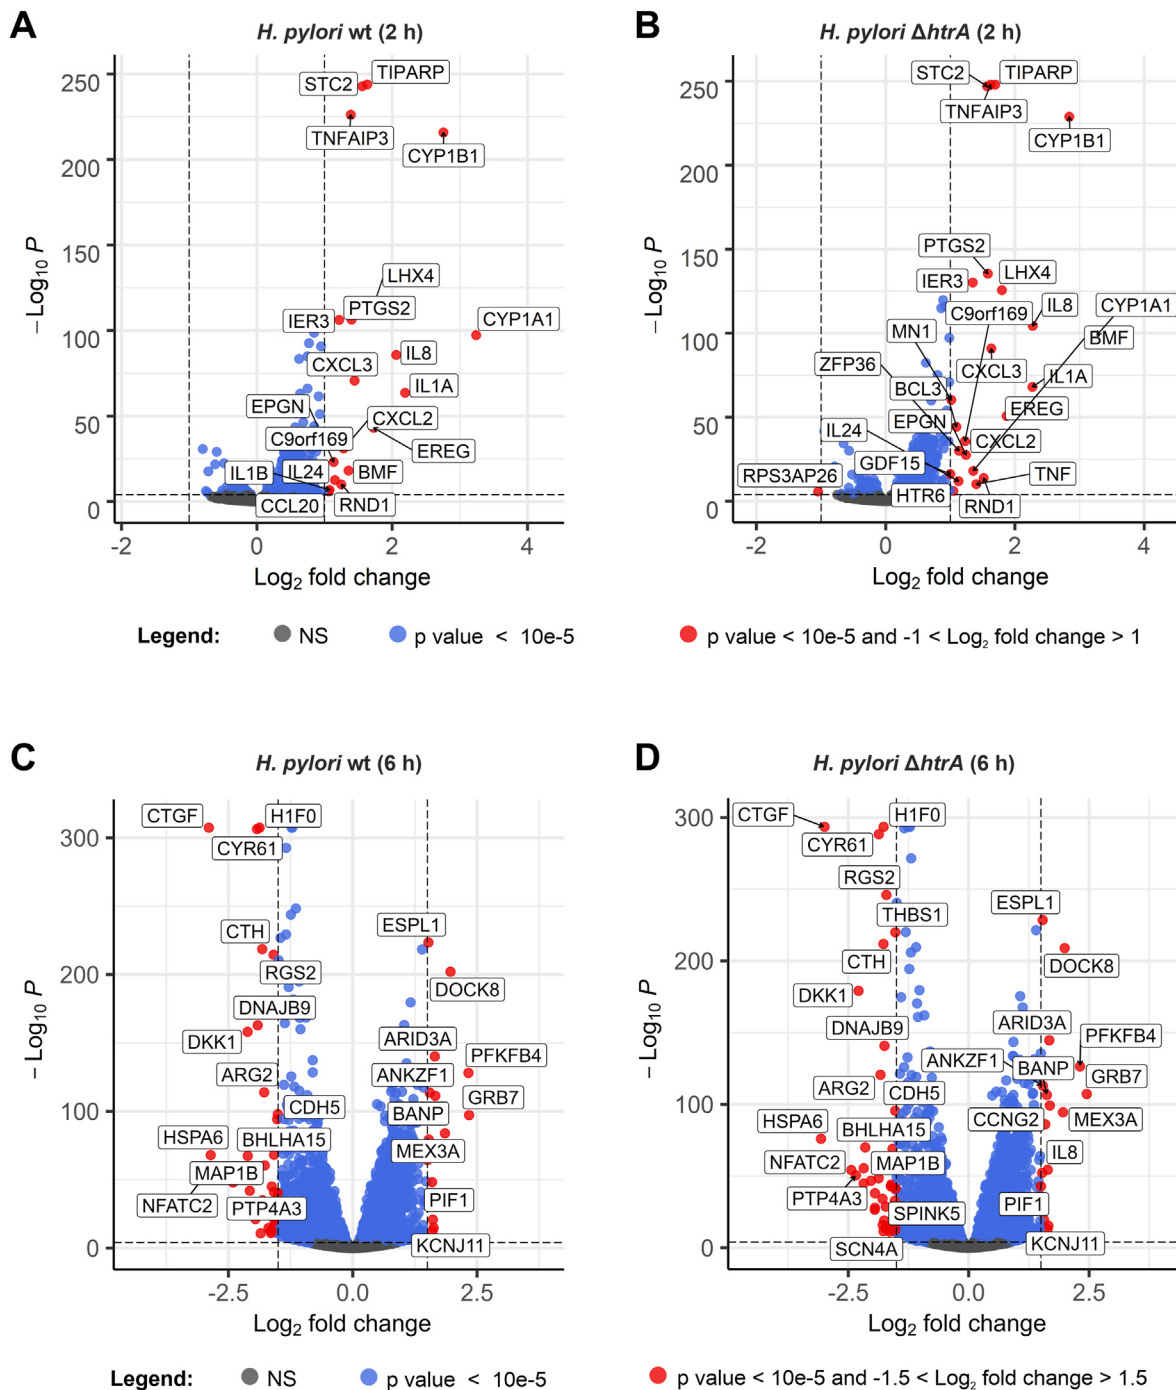 A
H. pylori wt (2 h)
250
200
150
100
50
0
-2
0
2
4
– Log10 P
Log2 fold change
STC2
TIPARP
TNFAIP3
CYP1B1
LHX4
PTGS2
IER3
CYP1A1
CXCL3
IL8
IL1A
EPGN
CXCL2
C9orf169
EREG
IL1B
IL24
BMF
CCL20
RND1
B
H. pylori ΔhtrA (2 h)
250
200
150
100
50
0
-2
0
2
4
– Log10 P
Log2 fold change
STC2
TIPARP
TNFAIP3
CYP1B1
PTGS2
IER3
LHX4
C9orf169
IL8
CYP1A1
MN1
BMF
ZFP36
CXCL3
BCL3
IL1A
EPGN
EREG
IL24
CXCL2
GDF15
RPS3AP26
TNF
HTR6
RND1
Legend:
NS
p value < 10e-5
p value < 10e-5 and -1 < Log2 fold change > 1
C
H. pylori wt (6 h)
300
200
100
0
-2.5
0.0
2.5
– Log10 P
Log2 fold change
CTGF
H1F0
CYR61
CTH
ESPL1
RGS2
DOCK8
DNAJB9
DKK1
ARID3A
PFKFB4
ARG2
ANKZF1
CDH5
GRB7
BANP
HSPA6
BHLHA15
MEX3A
MAP1B
NFATC2
PTP4A3
PIF1
KCNJ11
D
H. pylori ΔhtrA (6 h)
300
200
100
0
-2.5
0.0
2.5
– Log10 P
Log2 fold change
CTGF
H1F0
CYR61
RGS2
THBS1
ESPL1
CTH
DOCK8
DKK1
DNAJB9
ARID3A
PFKFB4
ANKZF1
BANP
ARG2
CDH5
GRB7
HSPA6
BHLHA15
CCNG2
MEX3A
NFATC2
MAP1B
IL8
PTP4A3
SPINK5
PIF1
SCN4A
KCNJ11
Legend:
NS
p value < 10e-5
p value < 10e-5 and -1.5 < Log2 fold change > 1.5